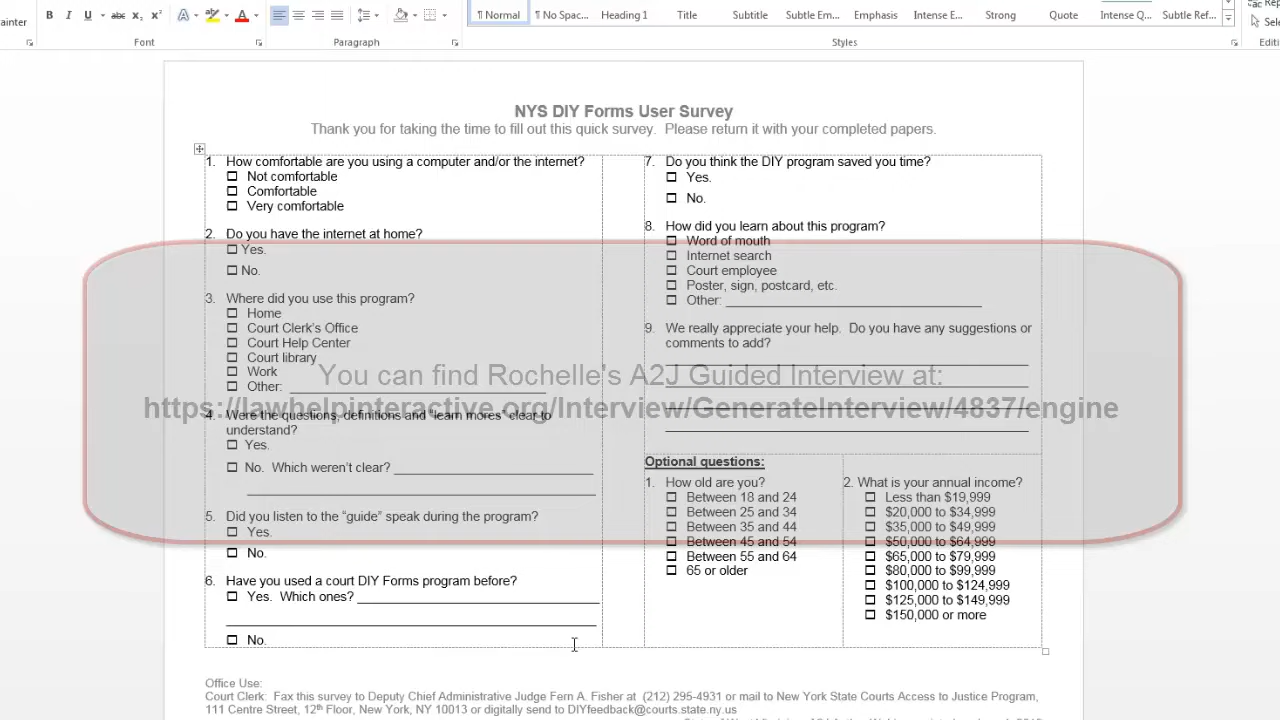 ainter
B I U abc x₂ x² A ab A
¶ Normal ¶ No Spac... Heading 1 Title Subtitle Subtle Em... Emphasis Intense E... Strong Quote Intense Q... Subtle Ref...
Font Paragraph Styles Editi
NYS DIY Forms User Survey
Thank you for taking the time to fill out this quick survey. Please return it with your completed papers.
1. How comfortable are you using a computer and/or the internet?
Not comfortable
Comfortable
Very comfortable
2. Do you have the internet at home?
Yes.
No.
3. Where did you use this program?
Home
Court Clerk's Office
Court Help Center
Court library
Work
Other:
4. Were the questions, definitions and "learn mores" clear to
understand?
Yes.
No. Which weren't clear?
5. Did you listen to the "guide" speak during the program?
Yes.
No.
6. Have you used a court DIY Forms program before?
Yes. Which ones?
No.
7. Do you think the DIY program saved you time?
Yes.
No.
8. How did you learn about this program?
Word of mouth
Internet search
Court employee
Poster, sign, postcard, etc.
Other:
9. We really appreciate your help. Do you have any suggestions or
comments to add?
Optional questions:
1. How old are you?
Between 18 and 24
Between 25 and 34
Between 35 and 44
Between 45 and 54
Between 55 and 64
65 or older
2. What is your annual income?
Less than $19,999
$20,000 to $34,999
$35,000 to $49,999
$50,000 to $64,999
$65,000 to $79,999
$80,000 to $99,999
$100,000 to $124,999
$125,000 to $149,999
$150,000 or more
You can find Rochelle's A2J Guided Interview at:
https://lawhelpinteractive.org/Interview/GenerateInterview/4837/engine
Office Use:
Court Clerk: Fax this survey to Deputy Chief Administrative Judge Fern A. Fisher at (212) 295-4931 or mail to New York State Courts Access to Justice Program,
111 Centre Street, 12th Floor, New York, NY 10013 or digitally send to DIYfeedback@courts.state.ny.us